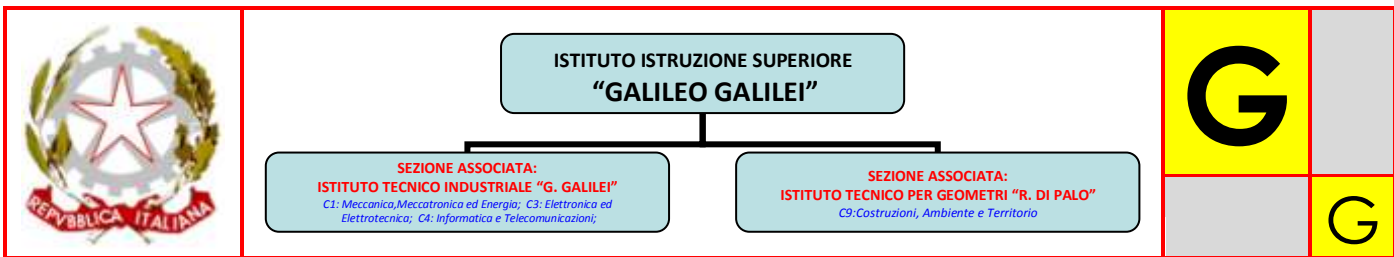 REPVBBLICA ITALIANA
ISTITUTO ISTRUZIONE SUPERIORE
“GALILEO GALILEI”
SEZIONE ASSOCIATA:
ISTITUTO TECNICO INDUSTRIALE “G. GALILEI”
C1: Meccanica,Meccatronica ed Energia; C3: Elettronica ed
Elettrotecnica; C4: Informatica e Telecomunicazioni;
SEZIONE ASSOCIATA:
ISTITUTO TECNICO PER GEOMETRI “R. DI PALO”
C9:Costruzioni, Ambiente e Territorio
G
G